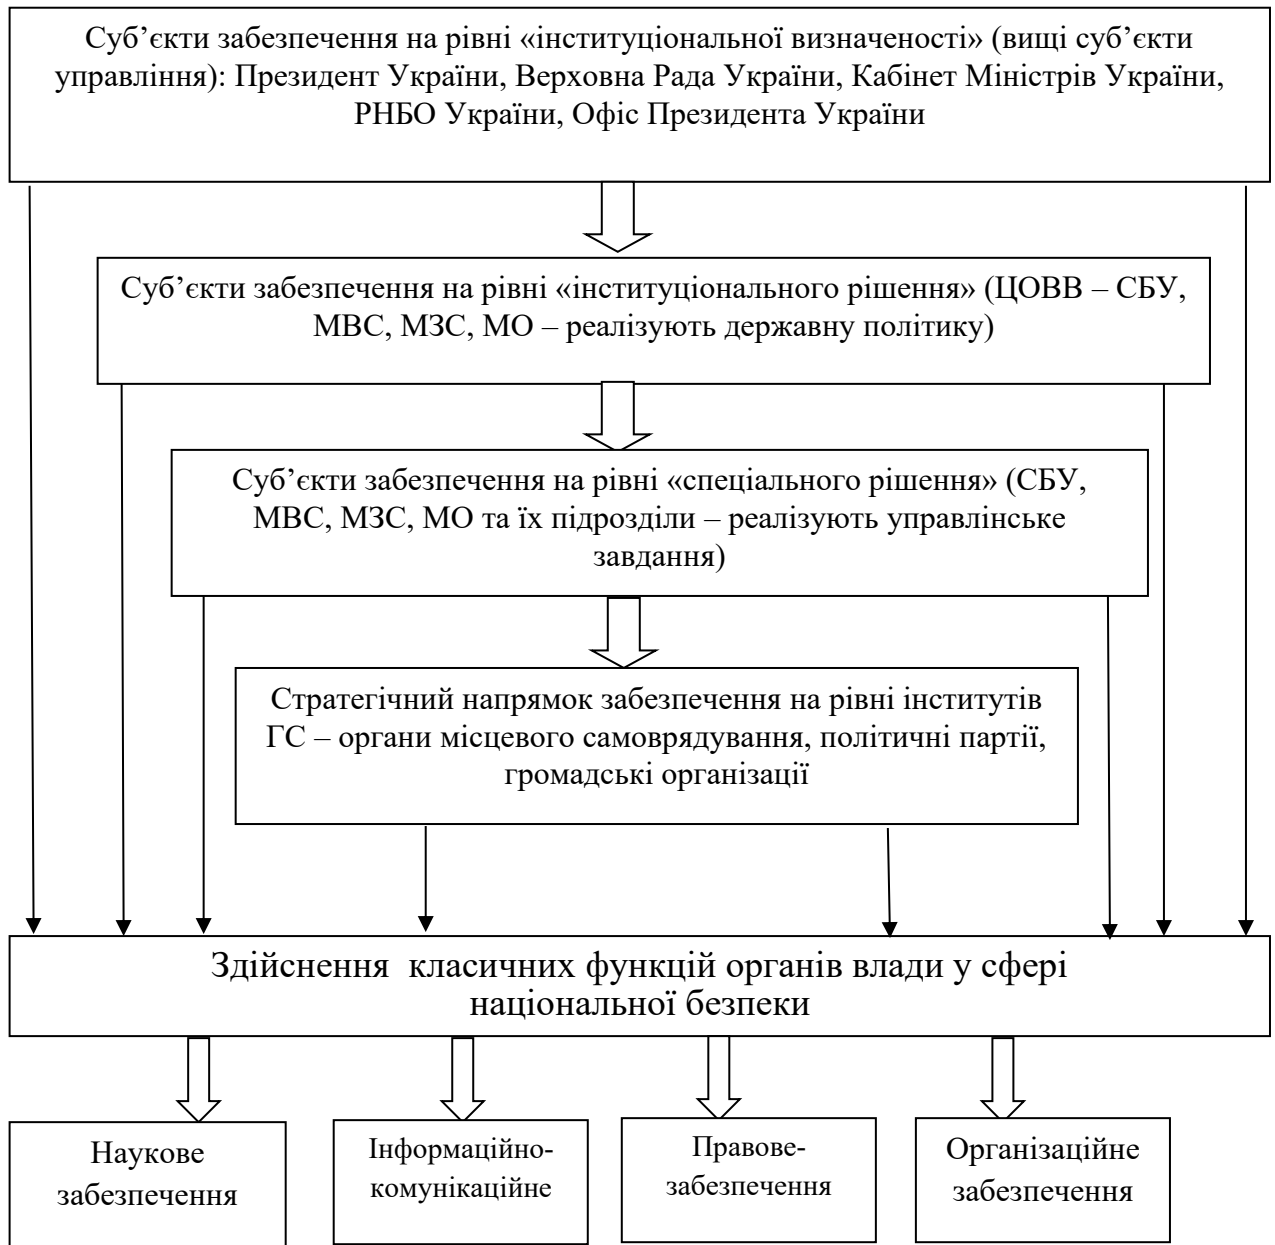 Суб’єкти забезпечення на рівні «інституціональної визначеності» (вищі суб’єкти
управління): Президент України, Верховна Рада України, Кабінет Міністрів України,
РНБО України, Офіс Президента України
Суб’єкти забезпечення на рівні «інституціонального рішення» (ЦОВВ – СБУ,
МВС, МЗС, МО – реалізують державну політику)
Суб’єкти забезпечення на рівні «спеціального рішення» (СБУ,
МВС, МЗС, МО та їх підрозділи – реалізують управлінське
завдання)
Стратегічний напрямок забезпечення на рівні інститутів
ГС – органи місцевого самоврядування, політичні партії,
громадські організації
Здійснення класичних функцій органів влади у сфері
національної безпеки
Наукове
забезпечення
Інформаційно-
комунікаційне
Правове-
забезпечення
Організаційне
забезпечення